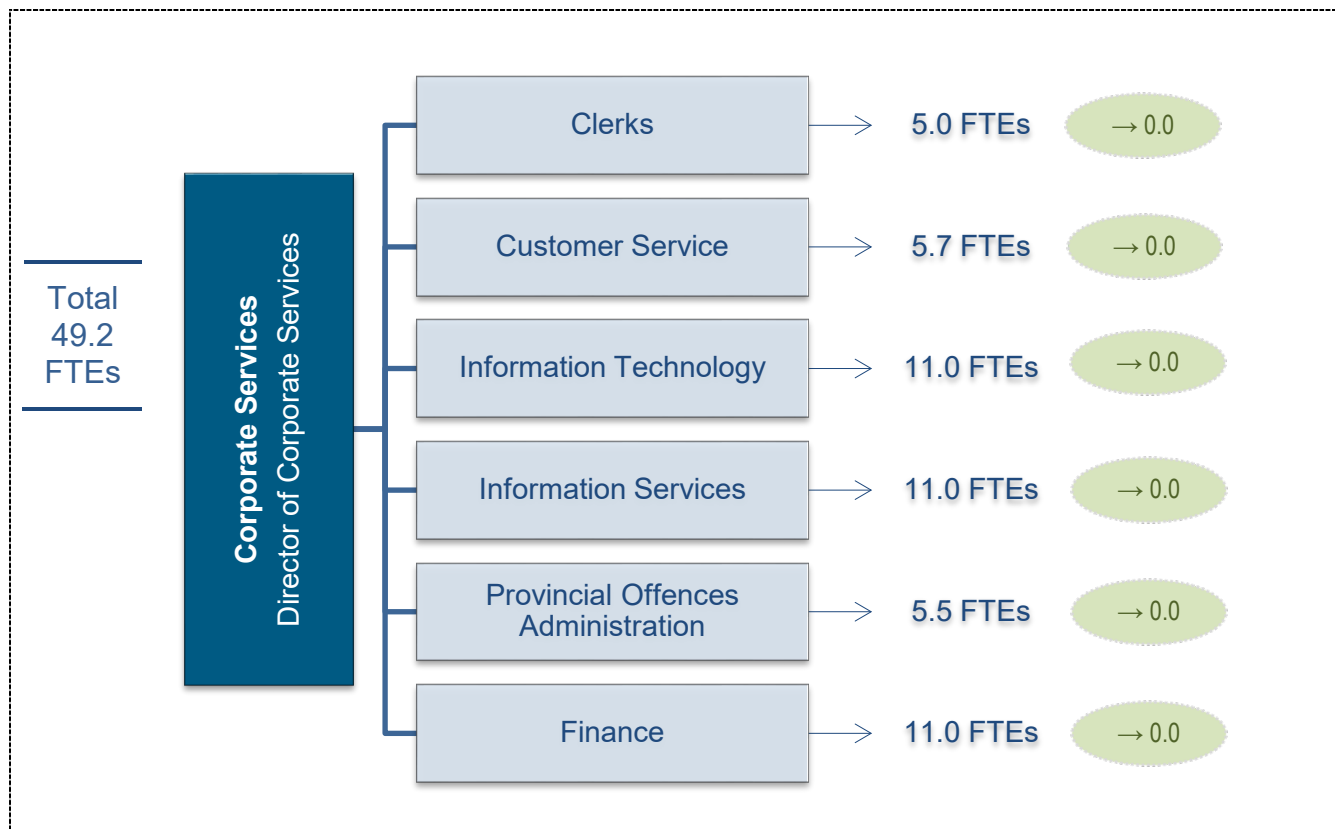 Total
49.2
FTEs
Corporate Services
Director of Corporate Services
Clerks
5.0 FTEs
→ 0.0
Customer Service
5.7 FTEs
→ 0.0
Information Technology
11.0 FTEs
→ 0.0
Information Services
11.0 FTEs
→ 0.0
Provincial Offences
Administration
5.5 FTEs
→ 0.0
Finance
11.0 FTEs
→ 0.0